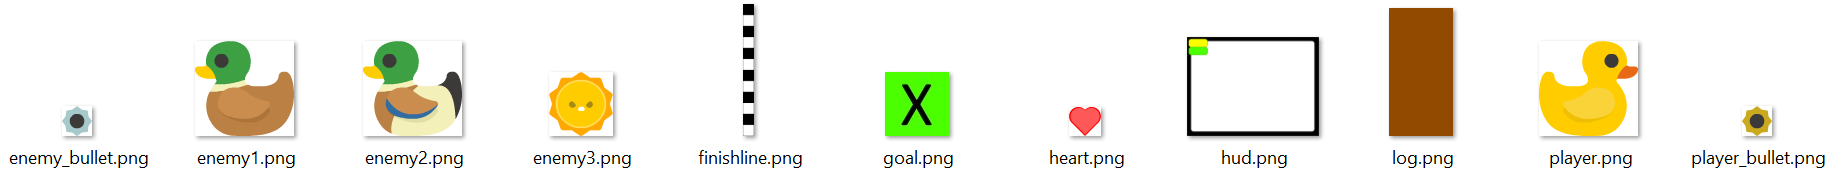 X
enemy_bullet.png
enemy1.png
enemy2.png
enemy3.png
finishline.png
goal.png
heart.png
hud.png
log.png
player.png
player_bullet.png